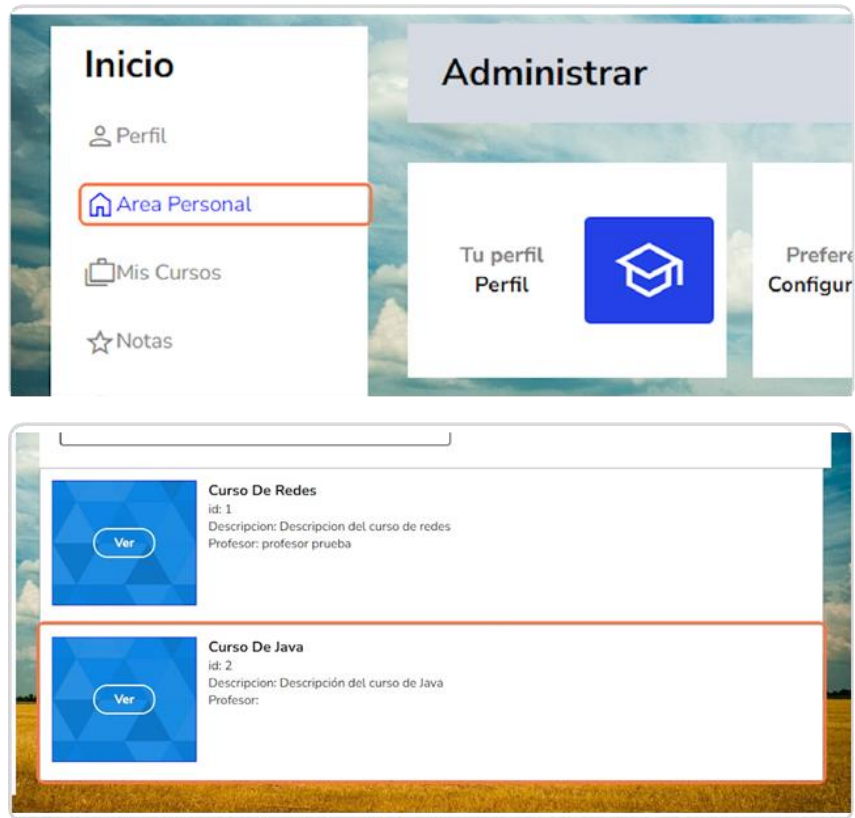 Inicio
Administrar
Perfil
Area Personal
Mis Cursos
Notas
Tu perfil
Perfil
Prefere
Configur
Curso De Redes
id: 1
Descripcion: Descripcion del curso de redes
Profesor: profesor prueba
Ver
Curso De Java
id: 2
Descripcion: Descripción del curso de Java
Profesor:
Ver